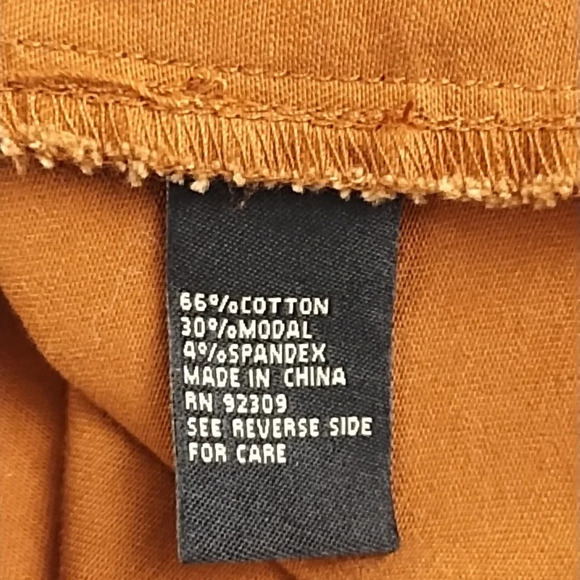 66%COTTON
30%MODAL
4%SPANDEX
MADE IN CHINA
RN 92309
SEE REVERSE SIDE
FOR CARE